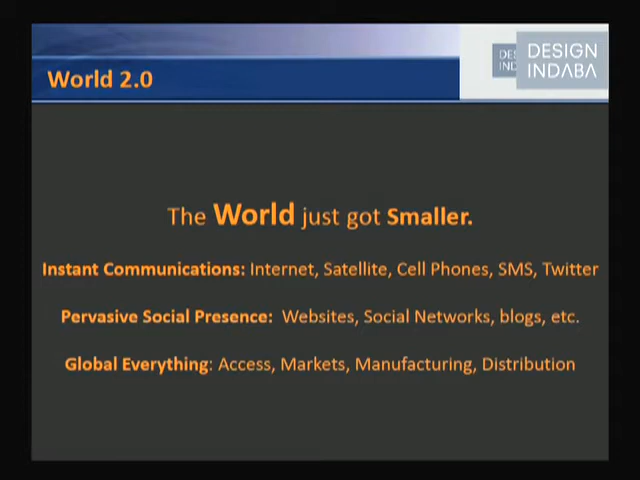 DESIGN
INDABA
World 2.0
The World just got Smaller.
Instant Communications: Internet, Satellite, Cell Phones, SMS, Twitter
Pervasive Social Presence: Websites, Social Networks, blogs, etc.
Global Everything: Access, Markets, Manufacturing, Distribution